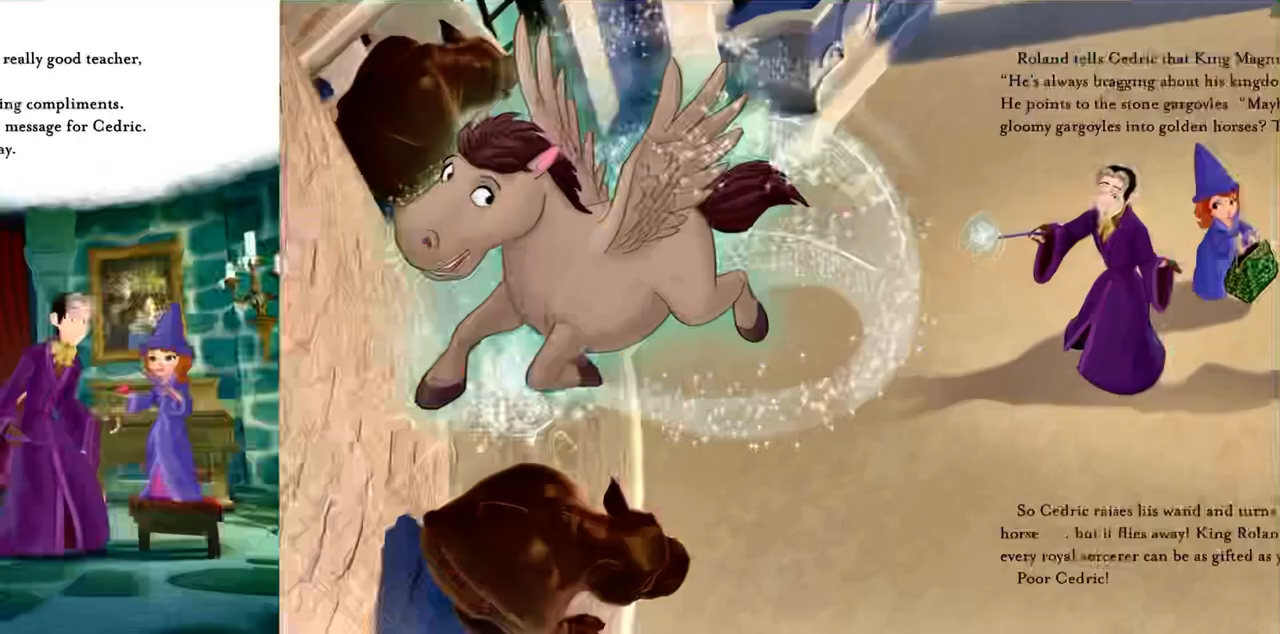 really good teacher,
ing compliments.
message for Cedric.
ay.
Roland tells Cedric that King Magnu
"He's always bragging about his kingdo
He points to the stone gargoyles "Mayb
gloomy gargoyles into golden horses? T
So Cedric raises his wand and turns
horse . but it flies away! King Rolan
every royal sorcerer can be as gifted as y
Poor Cedric!